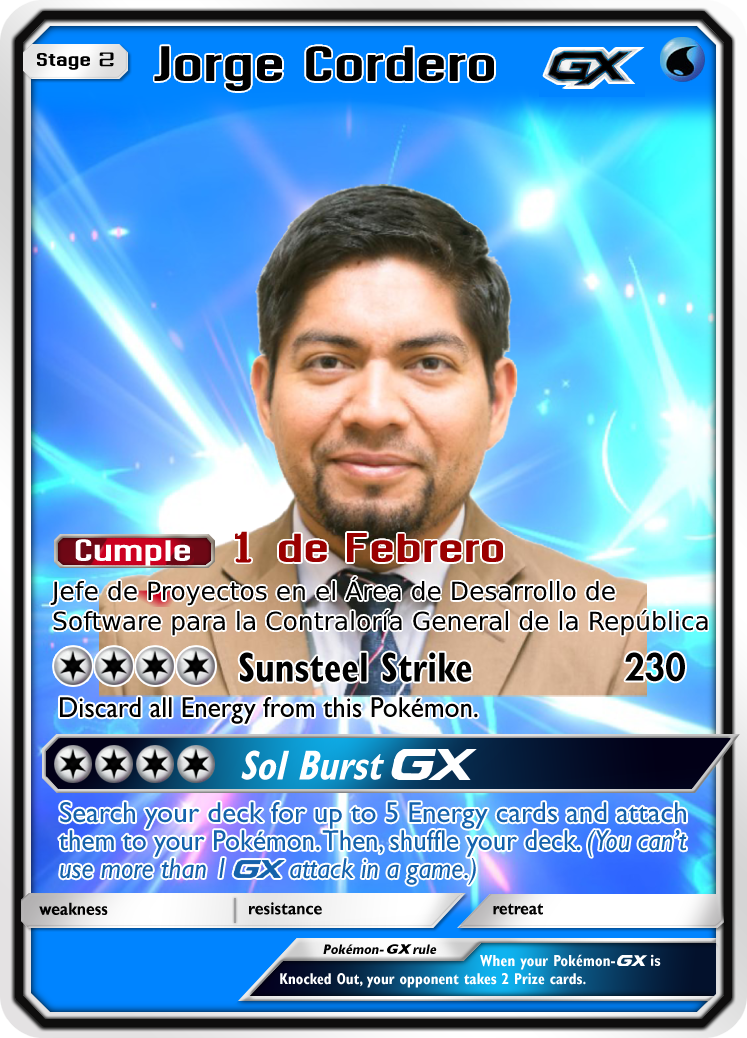 Stage 2 Jorge Cordero GX
Cumple 1 de Febrero
Jefe de Proyectos en el Área de Desarrollo de
Software para la Contraloría General de la República
Sunsteel Strike 230
Discard all Energy from this Pokémon.
Sol Burst GX
Search your deck for up to 5 Energy cards and attach
them to your Pokémon. Then, shuffle your deck. (You can't
use more than 1 GX attack in a game.)
weakness resistance retreat
Pokémon-GX rule
When your Pokémon-GX is
Knocked Out, your opponent takes 2 Prize cards.